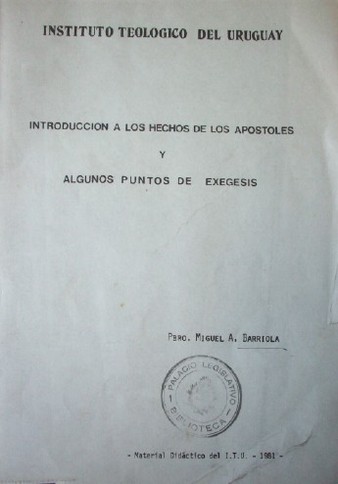 INSTITUTO TEOLOGICO DEL URUGUAY
INTRODUCCION A LOS HECHOS DE LOS APOSTOLES
Y
ALGUNOS PUNTOS DE EXEGESIS
PBRO. MIGUEL A. BARRIOLA
PALACIO LEGISLATIVO
BIBLIOTECA
- Material Didáctico del I.T.U. - 1981 -